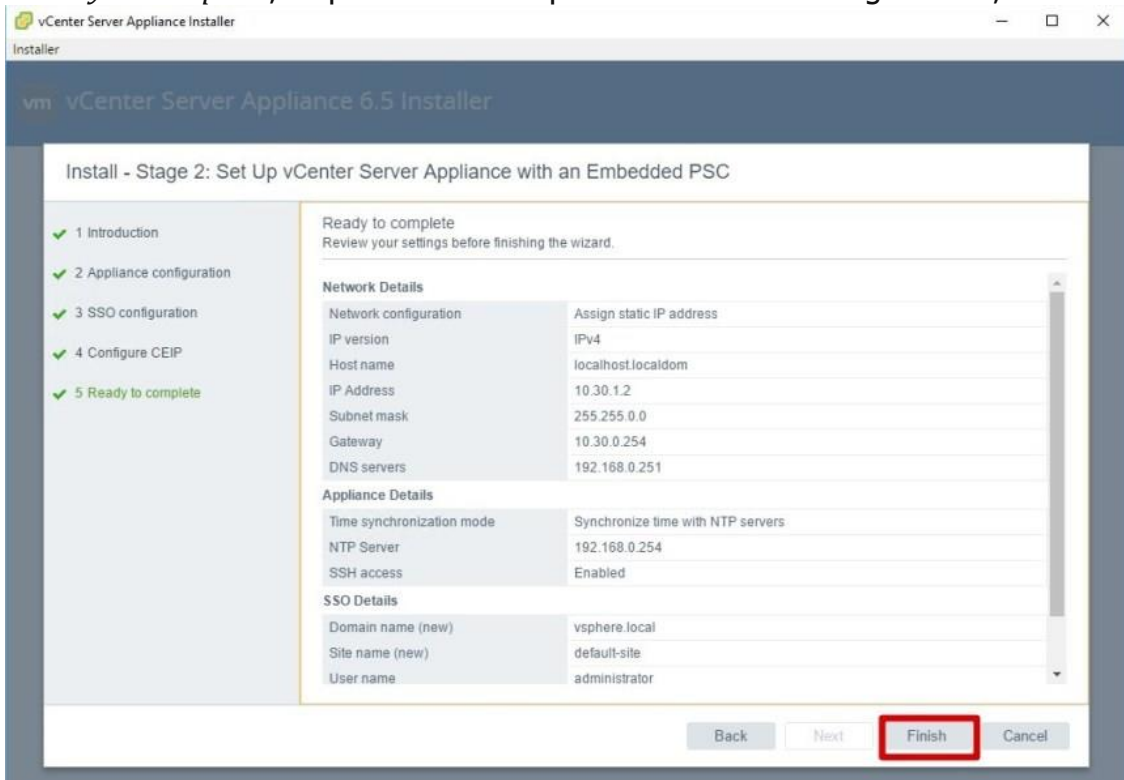 vCenter Server Appliance Installer
Installer
vm vCenter Server Appliance 6.5 Installer
Install - Stage 2: Set Up vCenter Server Appliance with an Embedded PSC
1 Introduction
2 Appliance configuration
3 SSO configuration
4 Configure CEIP
5 Ready to complete
Ready to complete
Review your settings before finishing the wizard.
Network Details
Network configuration Assign static IP address
IP version IPv4
Host name localhost.localdom
IP Address 10.30.1.2
Subnet mask 255.255.0.0
Gateway 10.30.0.254
DNS servers 192.168.0.251
Appliance Details
Time synchronization mode Synchronize time with NTP servers
NTP Server 192.168.0.254
SSH access Enabled
SSO Details
Domain name (new) vsphere.local
Site name (new) default-site
User name administrator
Back Next Finish Cancel